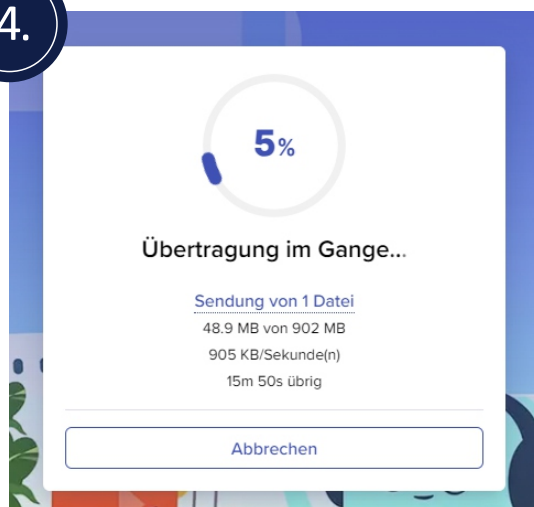 4.
5%
Übertragung im Gange...
Sendung von 1 Datei
48.9 MB von 902 MB
905 KB/Sekunde(n)
15m 50s übrig
Abbrechen